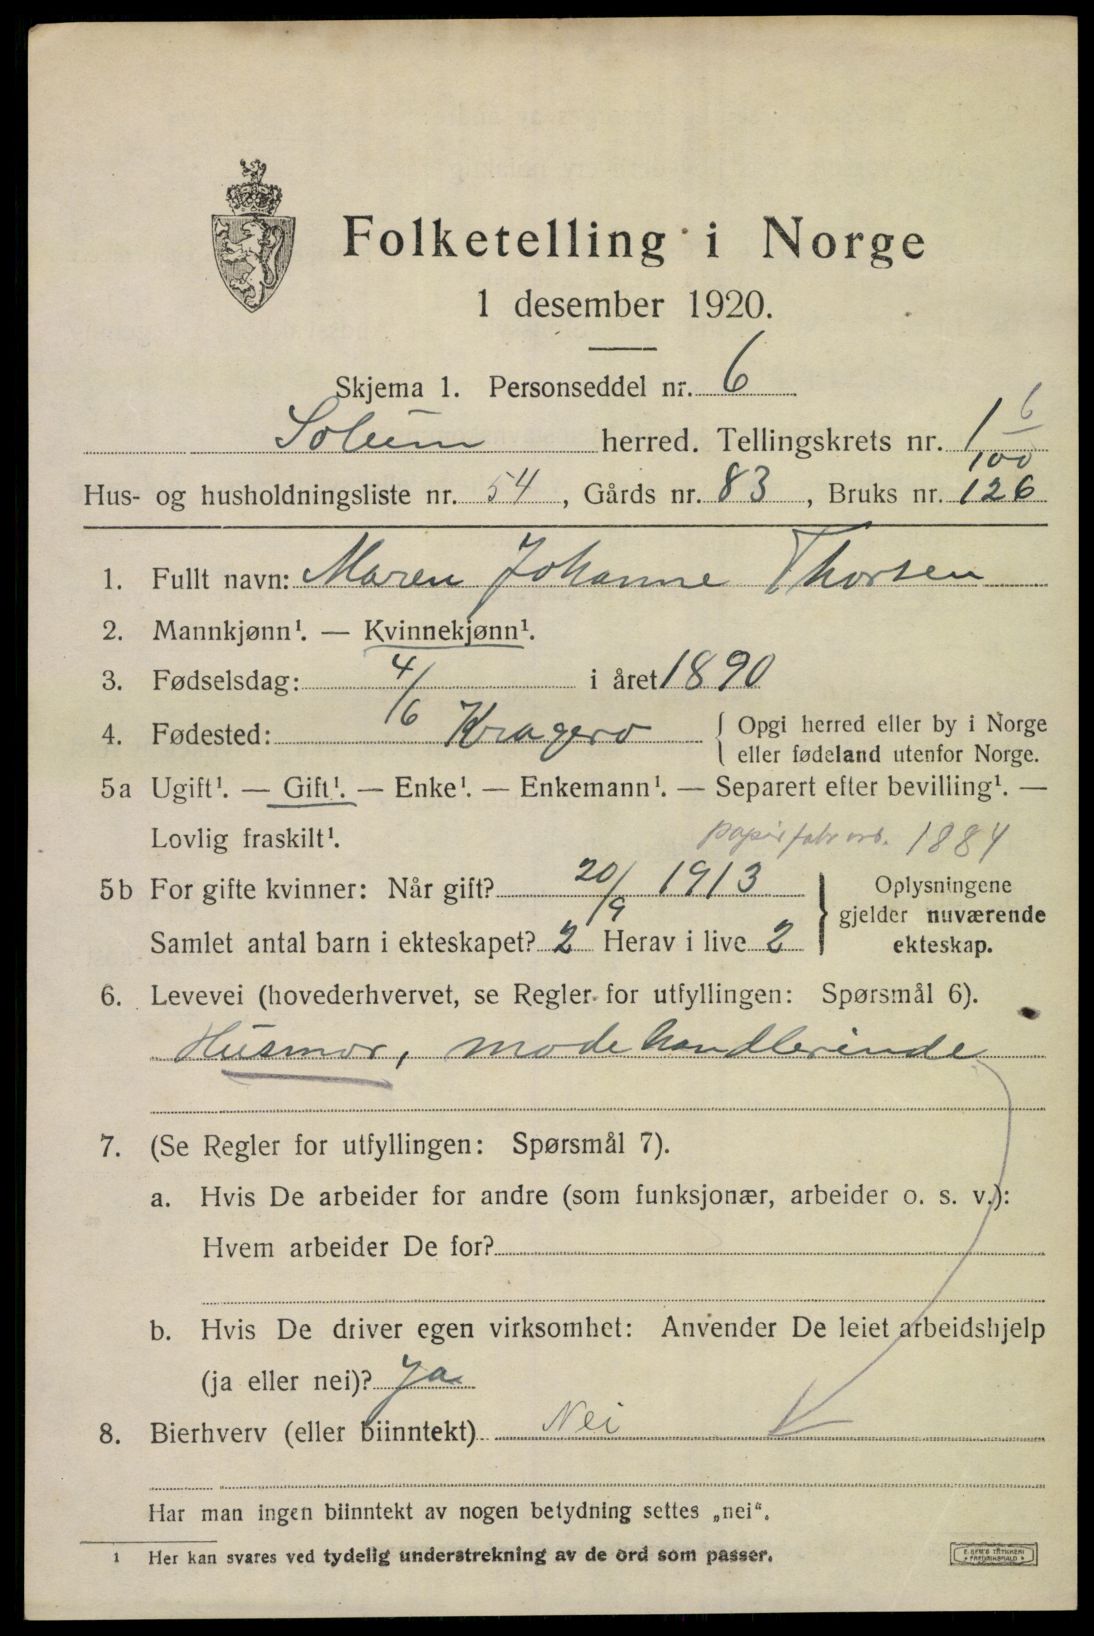 Folketelling i Norge
1 desember 1920.
Skjema 1. Personseddel nr. 6
Solum herred. Tellingskrets nr. 1 6
100
Hus- og husholdningsliste nr. 54, Gårds nr. 83, Bruks nr. 126
1. Fullt navn: Maren Johanne Thorsen
2. Mannkjønn¹. — Kvinnekjønn¹.
3. Fødselsdag: 4/6 i året 1890
4. Fødested: Kragerø { Opgi herred eller by i Norge
eller fødeland utenfor Norge.
5a Ugift¹. — Gift¹. — Enke¹. — Enkemann¹. — Separert efter bevilling¹. —
Lovlig fraskilt¹. papirfabr arb. 1884
5b For gifte kvinner: Når gift? 20/9 1913
Samlet antal barn i ekteskapet? 2 Herav i live 2
} Oplysningene
gjelder nuværende
ekteskap.
6. Levevei (hovederhvervet, se Regler for utfyllingen: Spørsmål 6).
Husmor, modehandlerinde
7. (Se Regler for utfyllingen: Spørsmål 7).
a. Hvis De arbeider for andre (som funksjonær, arbeider o. s. v.):
Hvem arbeider De for?
b. Hvis De driver egen virksomhet: Anvender De leiet arbeidshjelp
(ja eller nei)? Ja
8. Bierhverv (eller biinntekt) Nei
Har man ingen biinntekt av nogen betydning settes „nei“.
¹ Her kan svares ved tydelig understrekning av de ord som passer.